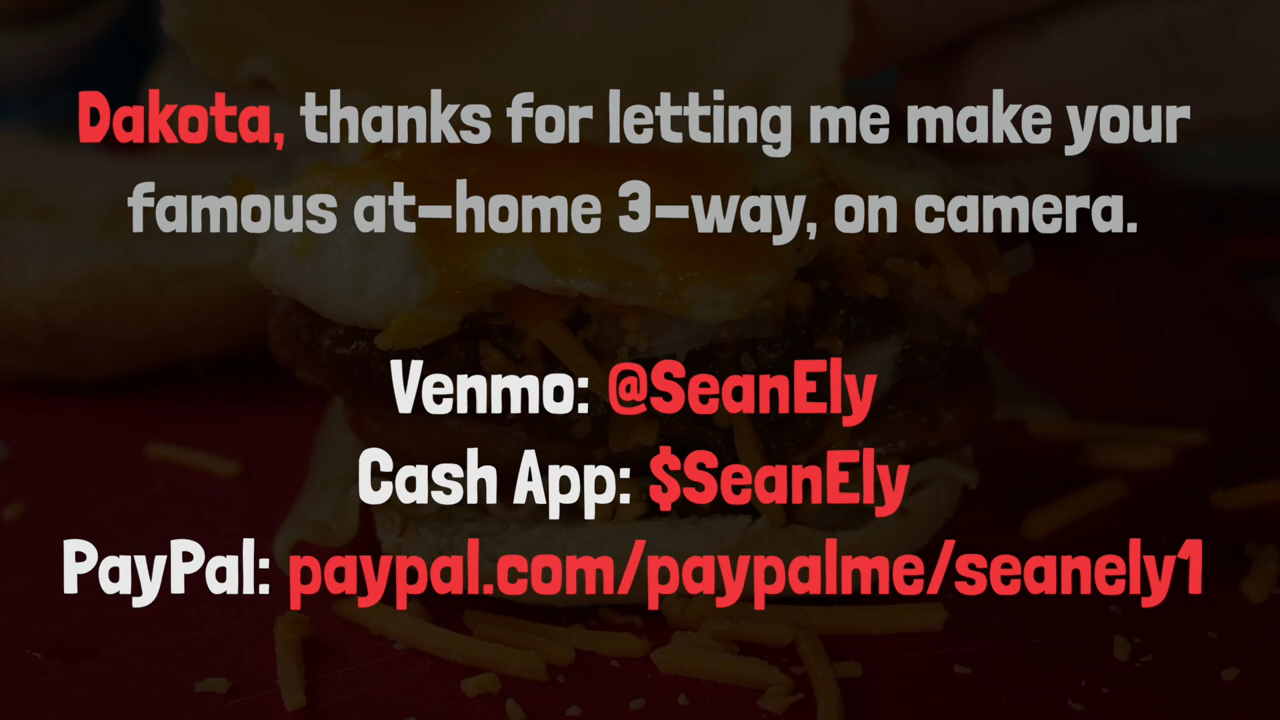 Dakota, thanks for letting me make your
famous at-home 3-way, on camera.
Venmo: @SeanEly
Cash App: $SeanEly
PayPal: paypal.com/paypalme/seanely1